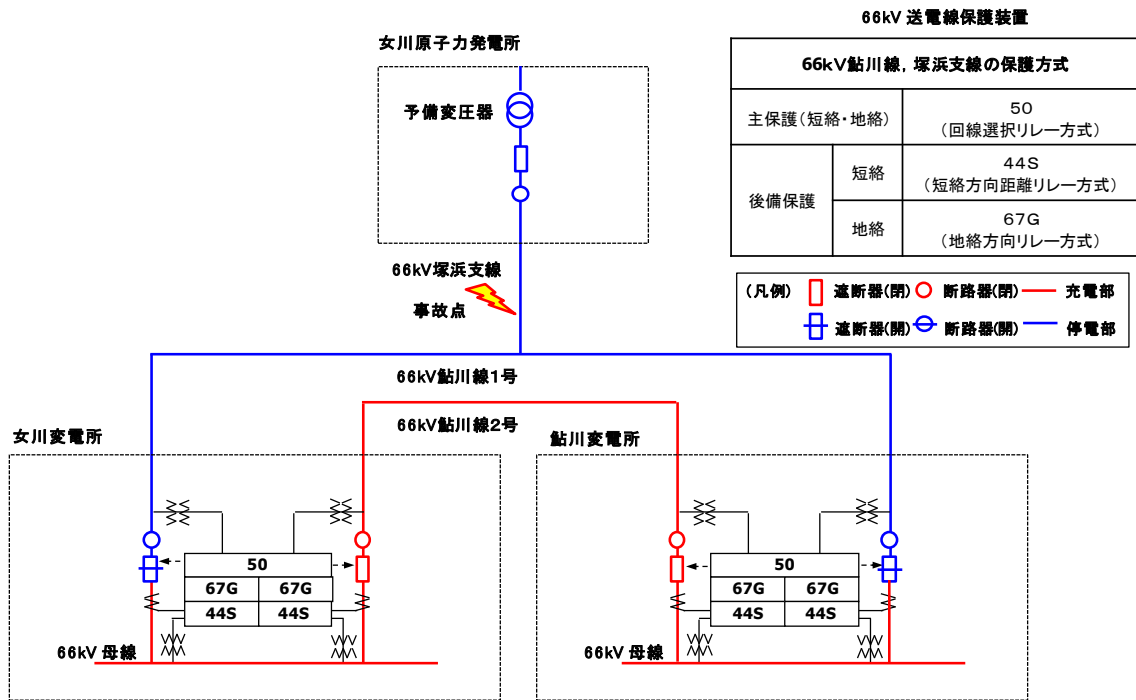 66kV 送電線保護装置
女川原子力発電所
予備変圧器
66kV鮎川線, 塚浜支線の保護方式
主保護(短絡・地絡)
50
(回線選択リレー方式)
後備保護
短絡
44S
(短絡方向距離リレー方式)
地絡
67G
(地絡方向リレー方式)
66kV塚浜支線
事故点
(凡例)
遮断器(閉)
断路器(閉)
充電部
遮断器(開)
断路器(開)
停電部
66kV鮎川線1号
66kV鮎川線2号
女川変電所
50
67G
67G
44S
44S
66kV 母線
鮎川変電所
50
67G
67G
44S
44S
66kV 母線